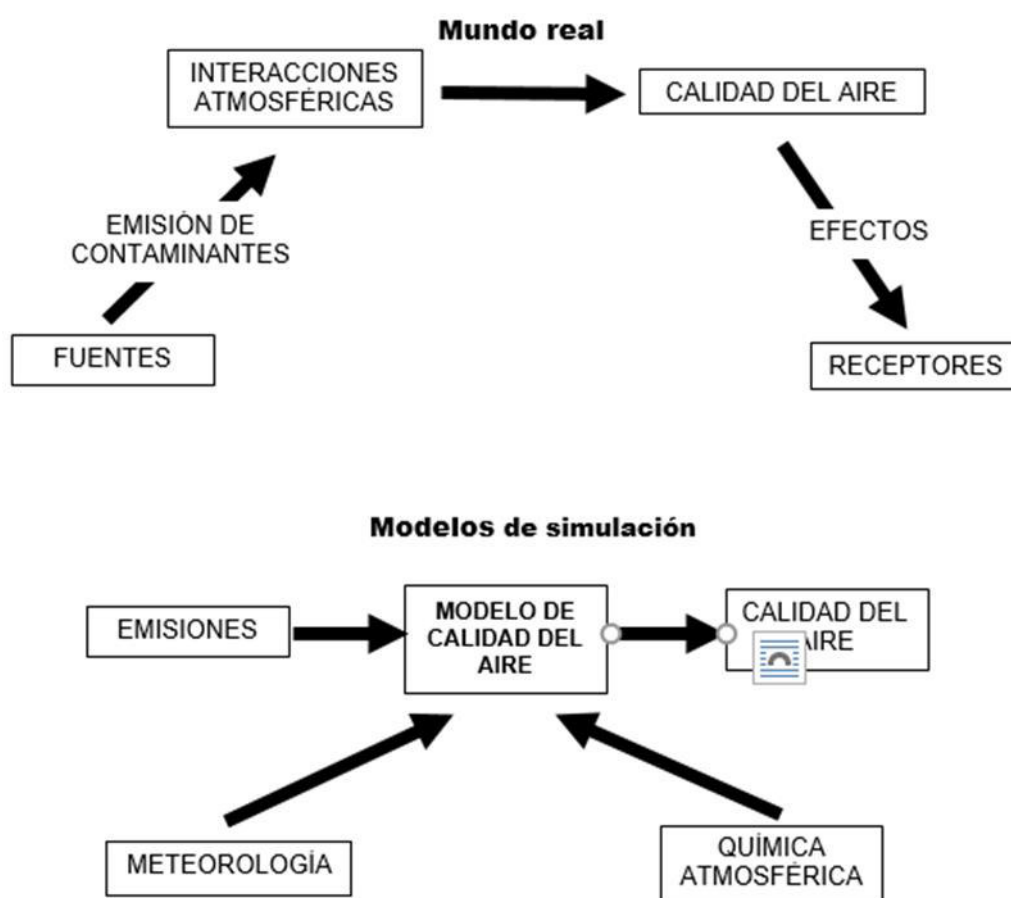 Mundo real
INTERACCIONES
ATMOSFÉRICAS
CALIDAD DEL AIRE
EMISIÓN DE
CONTAMINANTES
EFECTOS
FUENTES
RECEPTORES
Modelos de simulación
EMISIONES
MODELO DE
CALIDAD DEL
AIRE
CALIDAD DEL
AIRE
METEOROLOGÍA
QUÍMICA
ATMOSFÉRICA